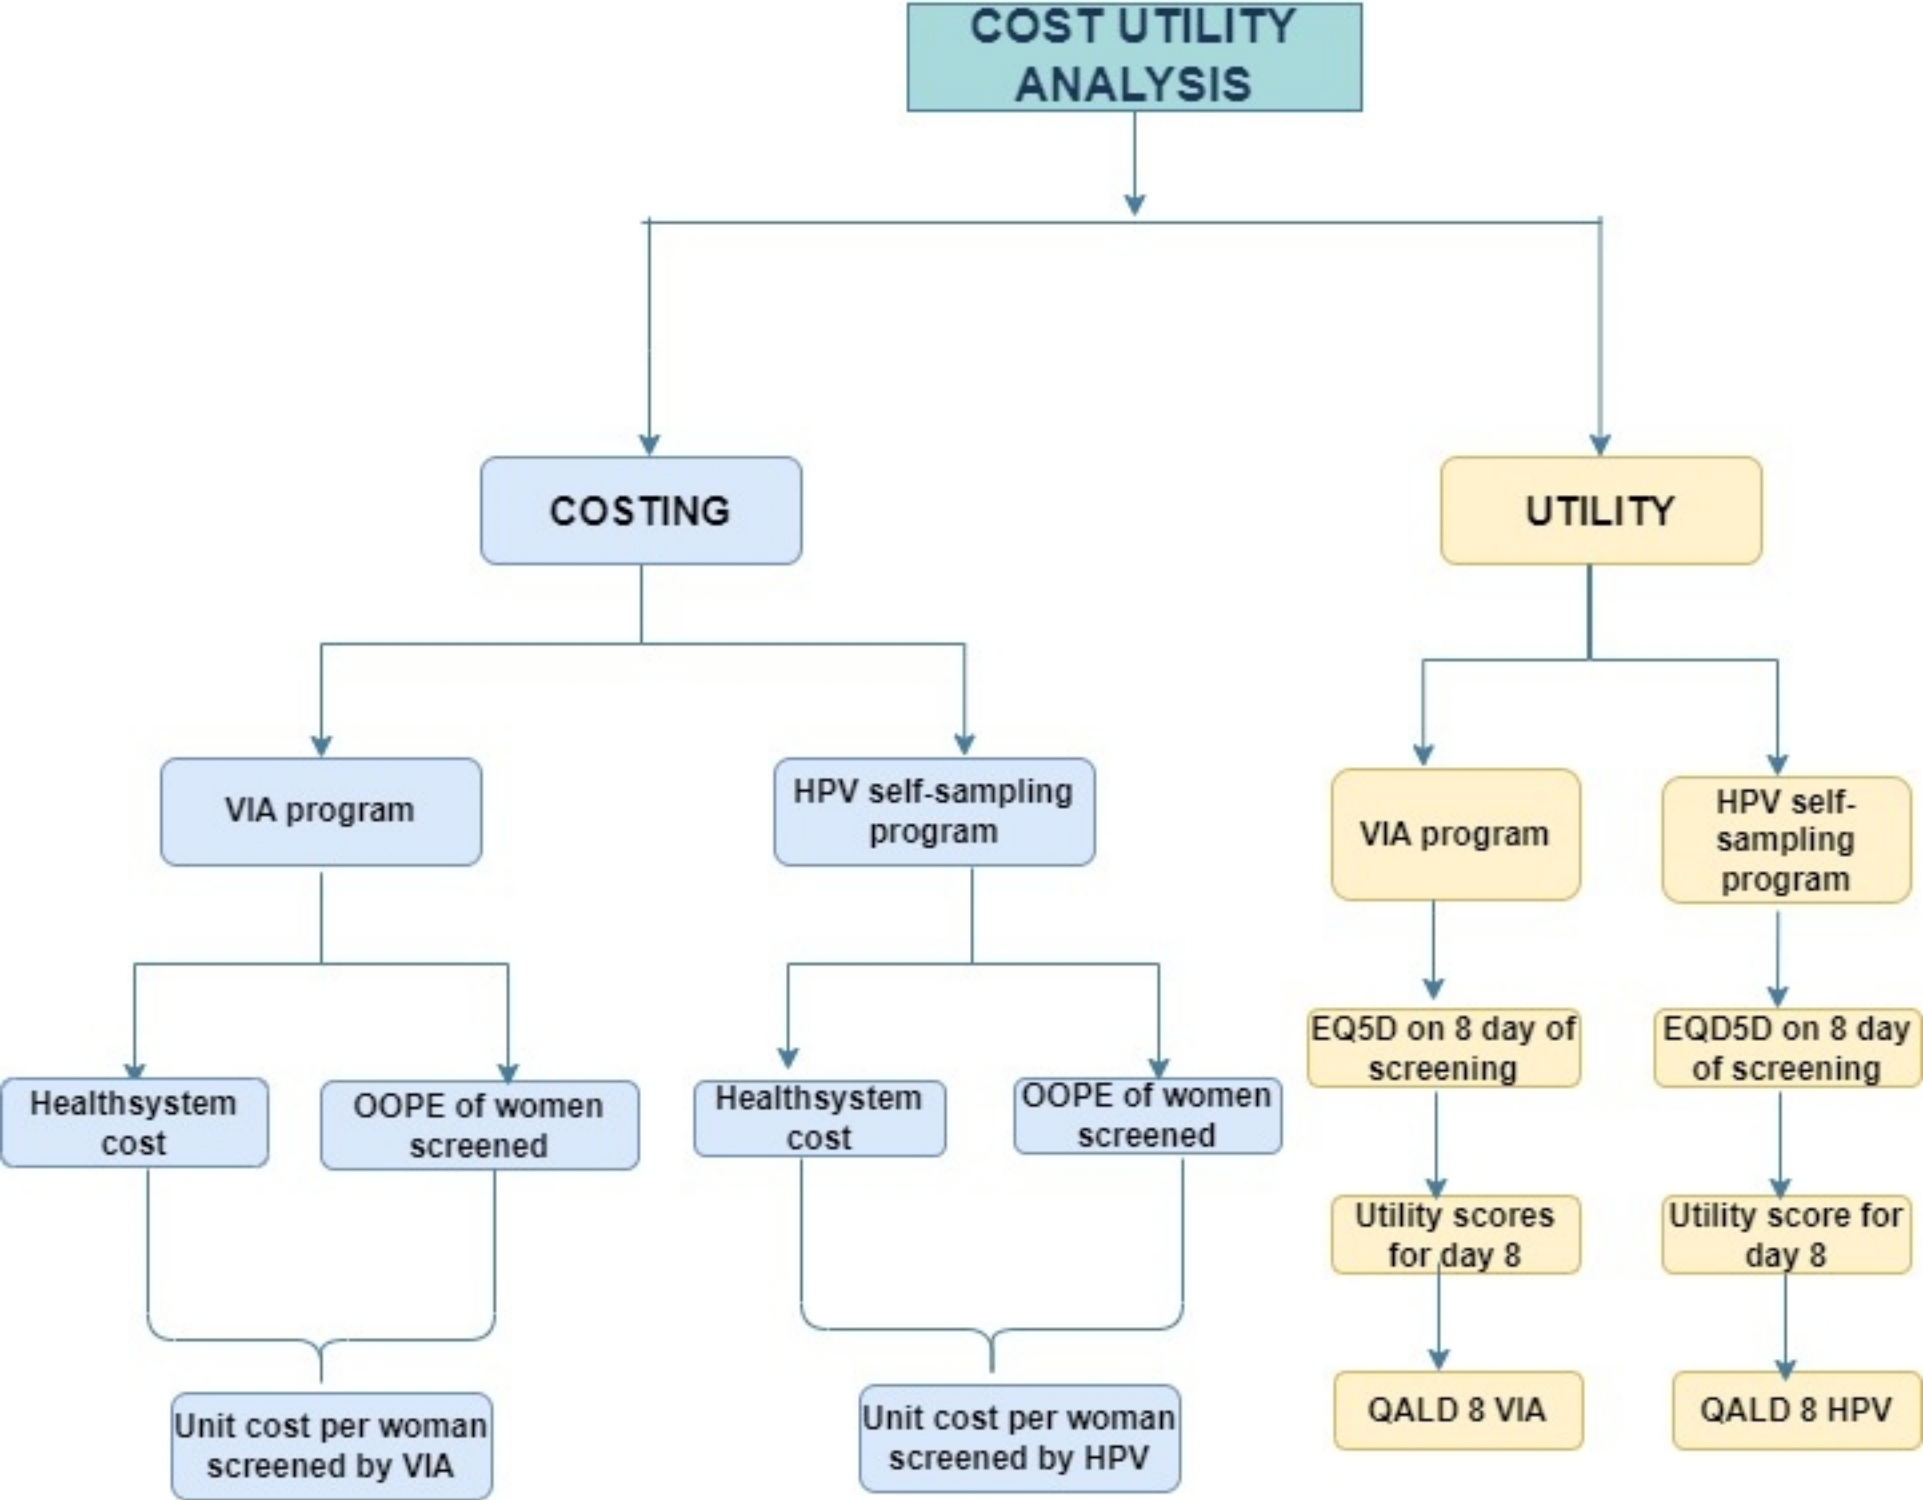 COST UTILITY
ANALYSIS
COSTING
UTILITY
VIA program
HPV self-sampling
program
VIA program
HPV self-
sampling
program
Healthsystem
cost
OOPE of women
screened
Healthsystem
cost
OOPE of women
screened
EQ5D on 8 day of
screening
EQD5D on 8 day
of screening
Utility scores
for day 8
Utility score for
day 8
Unit cost per woman
screened by VIA
Unit cost per woman
screened by HPV
QALD 8 VIA
QALD 8 HPV